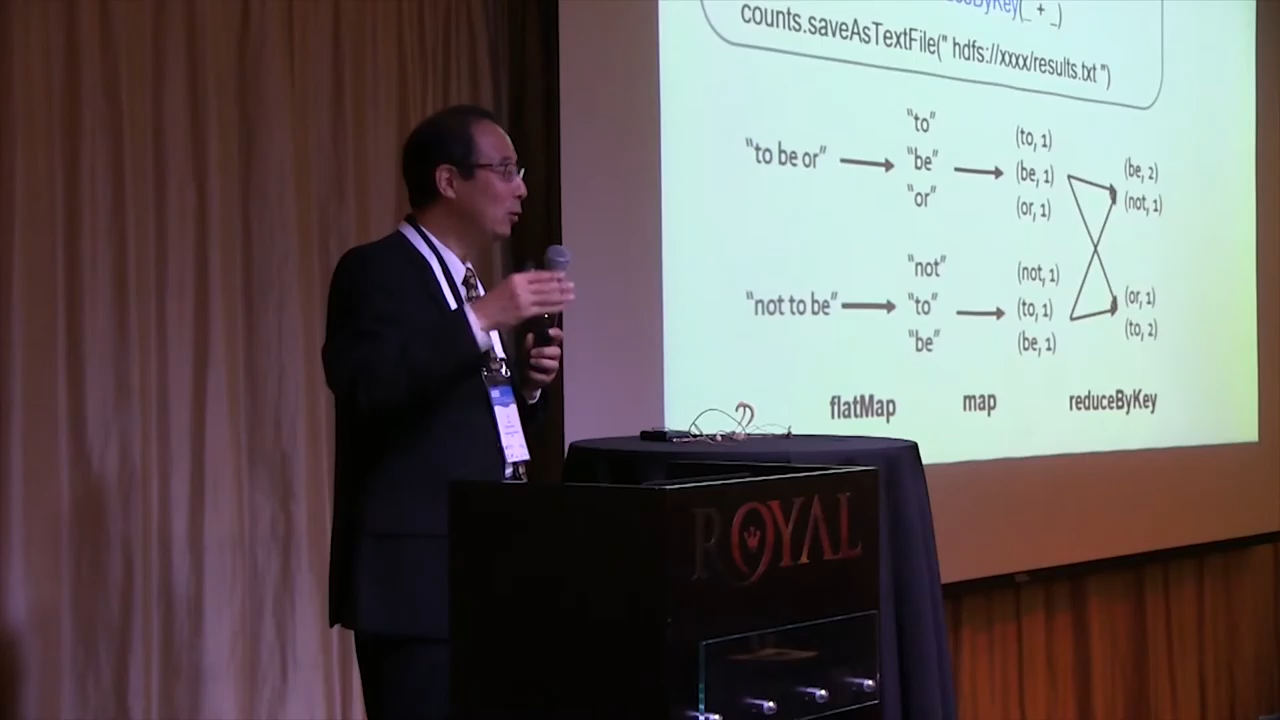 ceByKey(_ + _)
counts.saveAsTextFile(" hdfs://xxxx/results.txt ")
"to be or"
"to"
"be"
"or"
(to, 1)
(be, 1)
(or, 1)
(be, 2)
(not, 1)
"not to be"
"not"
"to"
"be"
(not, 1)
(to, 1)
(be, 1)
(or, 1)
(to, 2)
flatMap
map
reduceByKey
ROYAL